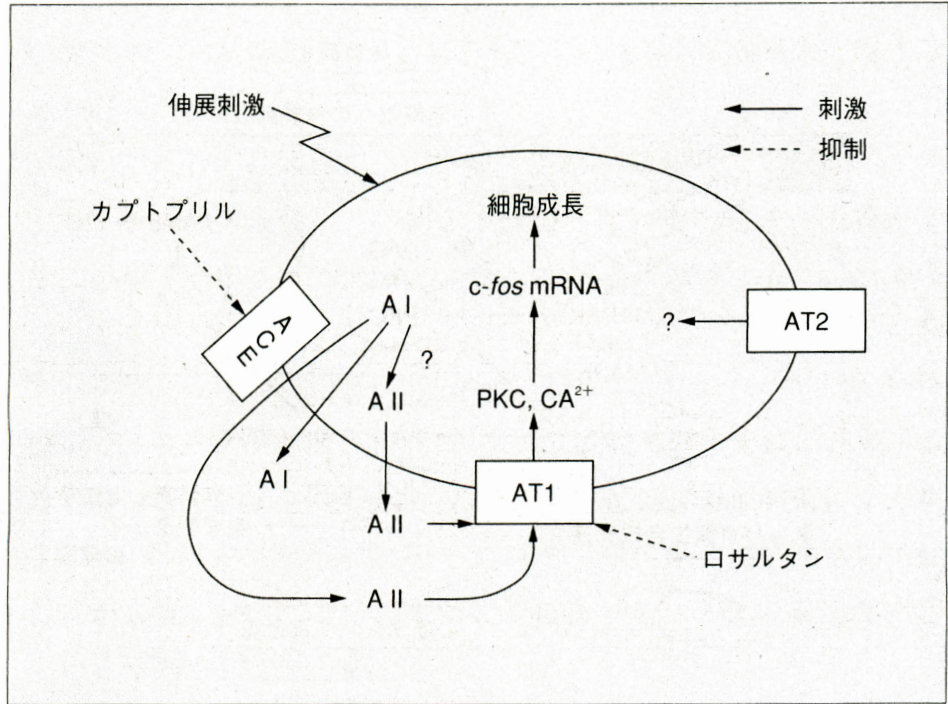 伸展刺激
刺激
抑制
カプトプリル
細胞成長
c-fos mRNA
ACE
A I
?
AT2
?
A II
PKC, CA²⁺
A I
AT1
A II
ロサルタン
A II